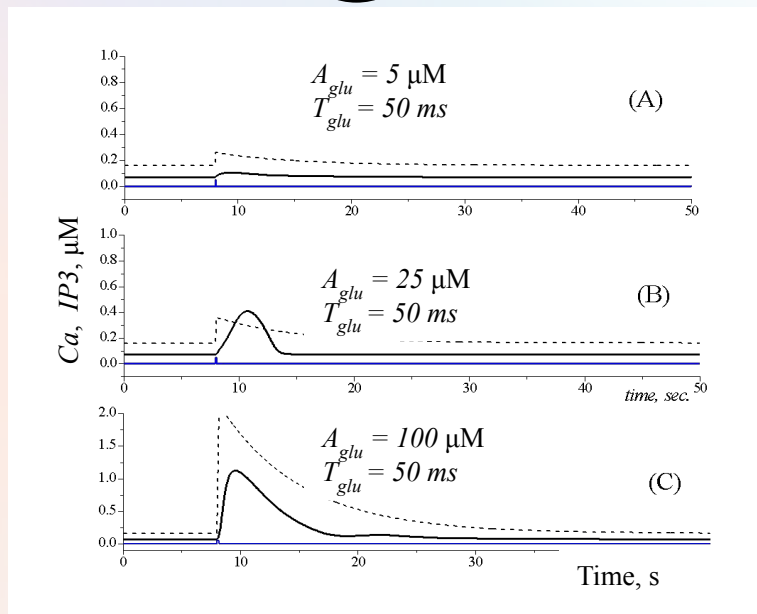 1.0
0.8
0.6
0.4
0.2
0.0
A_glu = 5 μM
T_glu = 50 ms
(A)
0 10 20 30 40 50
Ca, IP3, μM
1.0
0.8
0.6
0.4
0.2
0.0
A_glu = 25 μM
T_glu = 50 ms
(B)
0 10 20 30 40 50
time, sec.
2.0
1.5
1.0
0.5
0.0
A_glu = 100 μM
T_glu = 50 ms
(C)
0 10 20 30
Time, s